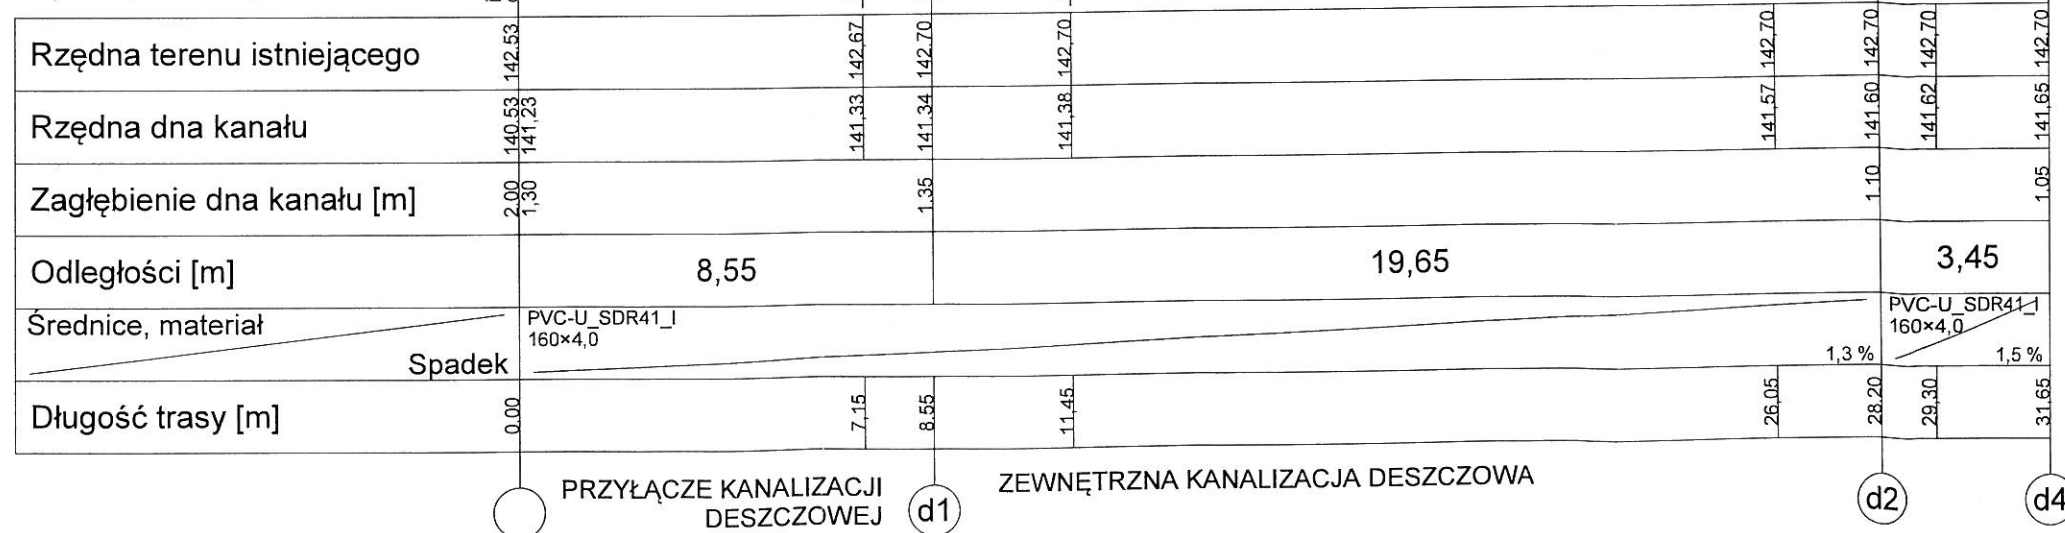 Rzędna terenu istniejącego 142,53 142,67 142,70 142,70 142,70 142,70 142,70 142,70
Rzędna dna kanału 140,53 141,23 141,33 141,34 141,38 141,57 141,60 141,62 141,65
Zagłębienie dna kanału [m] 2,00 1,30 1,35 1,10 1,05
Odległości [m] 8,55 19,65 3,45
Średnice, materiał PVC-U_SDR41_I PVC-U_SDR41_I
160×4,0 160×4,0
Spadek 1,3 % 1,5 %
Długość trasy [m] 0,00 7,15 8,55 11,45 26,05 28,20 29,30 31,65
PRZYŁĄCZE KANALIZACJI ZEWNĘTRZNA KANALIZACJA DESZCZOWA
DESZCZOWEJ d1 d2 d4